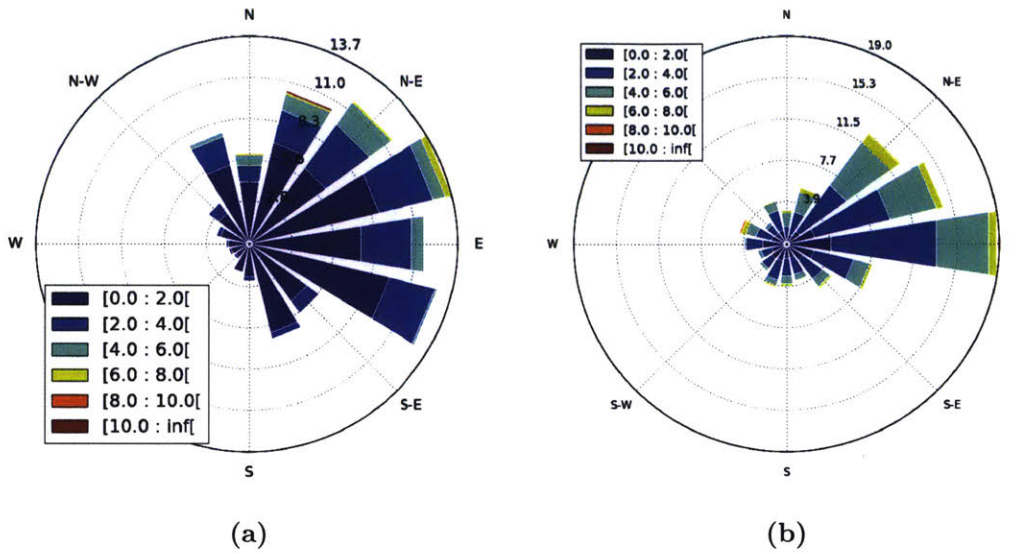 N
13.7
11.0
8.3
N-W
N-E
W
E
S-E
S
[0.0 : 2.0[
[2.0 : 4.0[
[4.0 : 6.0[
[6.0 : 8.0[
[8.0 : 10.0[
[10.0 : inf[
(a)
N
19.0
15.3
11.5
7.7
3.9
N-E
W
S-W
S-E
S
[0.0 : 2.0[
[2.0 : 4.0[
[4.0 : 6.0[
[6.0 : 8.0[
[8.0 : 10.0[
[10.0 : inf[
(b)